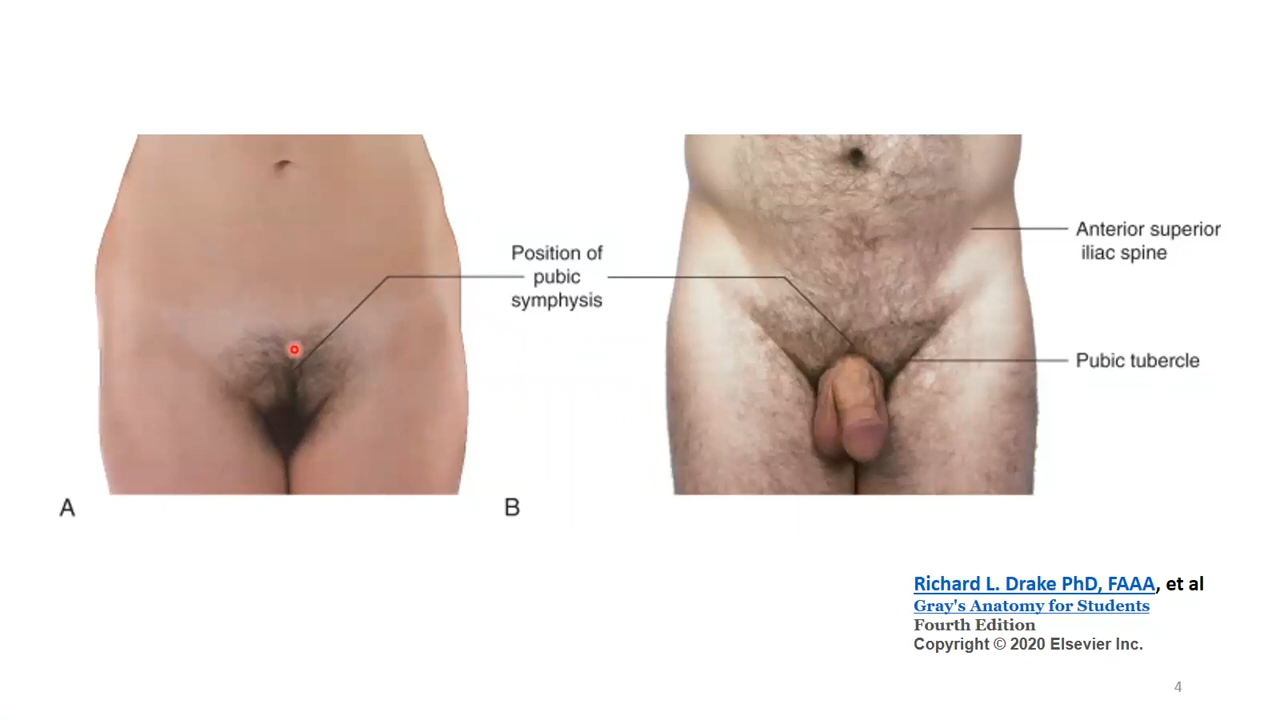 Position of
pubic
symphysis
Anterior superior
iliac spine
Pubic tubercle
A
B
Richard L. Drake PhD, FAAA, et al
Gray's Anatomy for Students
Fourth Edition
Copyright © 2020 Elsevier Inc.
4